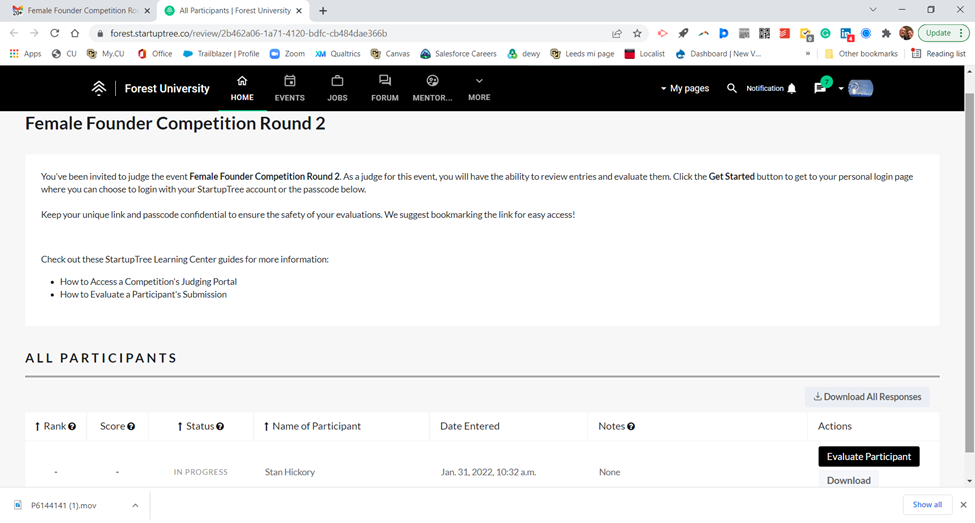 Female Founder Competition Rou
All Participants | Forest University
forest.startuptree.co/review/2b462a06-1a71-4120-bdfc-cb484dae366b
Update
Apps CU My.CU Office Trailblazer | Profile Zoom Qualtrics Canvas Salesforce Careers dewy Leeds mi page Localist Dashboard | New V... » Other bookmarks Reading list
Forest University
HOME EVENTS JOBS FORUM MENTOR... MORE
My pages
Notification
7
Female Founder Competition Round 2
You've been invited to judge the event Female Founder Competition Round 2. As a judge for this event, you will have the ability to review entries and evaluate them. Click the Get Started button to get to your personal login page
where you can choose to login with your StartupTree account or the passcode below.
Keep your unique link and passcode confidential to ensure the safety of your evaluations. We suggest bookmarking the link for easy access!
Check out these StartupTree Learning Center guides for more information:
• How to Access a Competition's Judging Portal
• How to Evaluate a Participant's Submission
ALL PARTICIPANTS
Download All Responses
Rank Score Status Name of Participant Date Entered Notes Actions
- - IN PROGRESS Stan Hickory Jan. 31, 2022, 10:32 a.m. None
Evaluate Participant
Download
P6144141 (1).mov
Show all